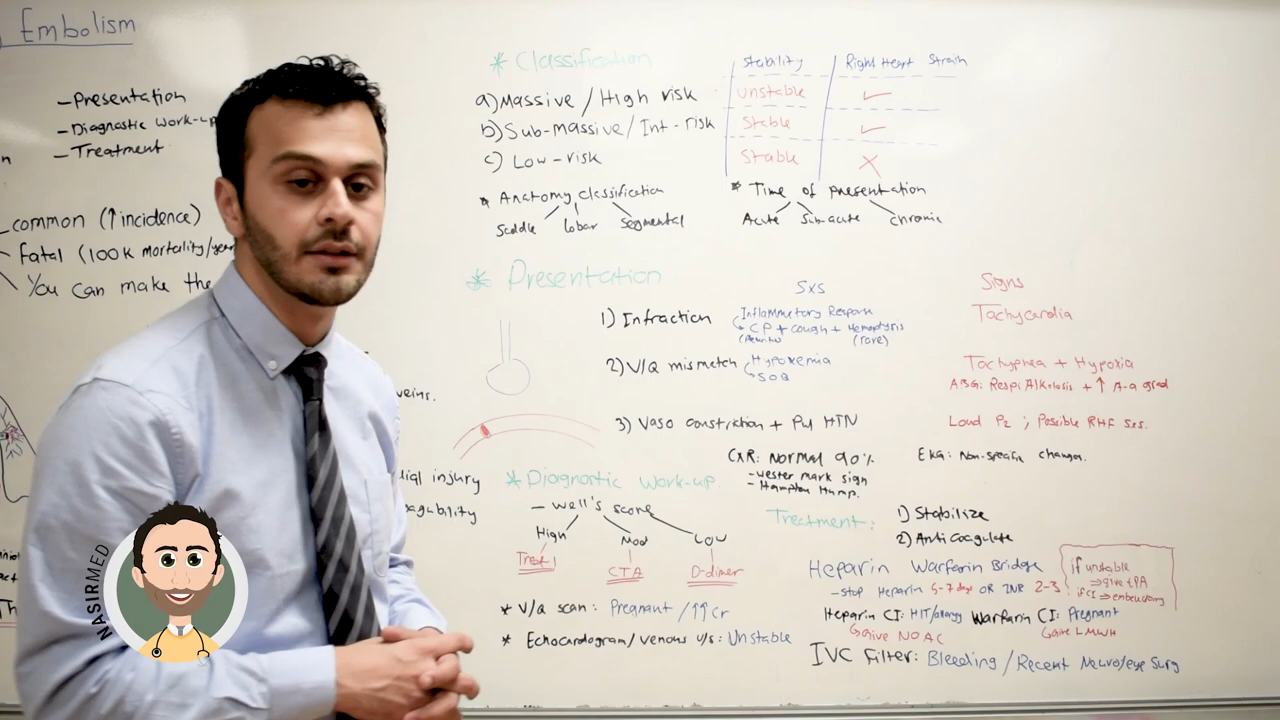 Embolism
-Presentation
-Diagnostic work-up
-Treatment
common (↑incidence)
fatal (100K mortality/year
You can make the
veins.
injury
* Classification
Stability
Right Heart Strain
a) Massive / High risk
Unstable ✓
b) Sub-massive / Int-risk
Stable ✓
c) Low-risk
Stable X
* Anatomy classification
Saddle lobar Segmental
* Time of presentation
Acute Sub-acute chronic
* Presentation
Sxs
Signs
1) Infraction
Inflammatory Response
CP + Cough + Hemoptysis
(rare)
Tachycardia
2) V/Q mismatch
Hypoxemia
SOB
Tachypnea + Hypoxia
ABG: Respi Alkalosis + ↑ A-a grad
3) Vaso constriction + Pul HTN
Loud P2 ; Possible RHF sxs.
CXR: Normal 90%
-wester mark sign
-Hampton Hump.
EKG: Non-specific changes.
* Diagnostic work-up
- Well's score
High Mod Low
Treat! CTA D-dimer
* V/Q scan: Pregnant / ↑↑ Cr
* Echocardogram / venous u/s: Unstable
Treatment:
1) Stabilize
2) Anti Coagulate
Heparin Warfarin Bridge
-stop Heparin 5-7 days OR INR 2-3
if unstable
⇒ give tPA
if CI ⇒ embolectomy
Heparin CI: HIT/allergy Warfarin CI: Pregnant
Give NOAC Give LMWH
IVC Filter: Bleeding / Recent Neuro/eye Surg
NASIRMED